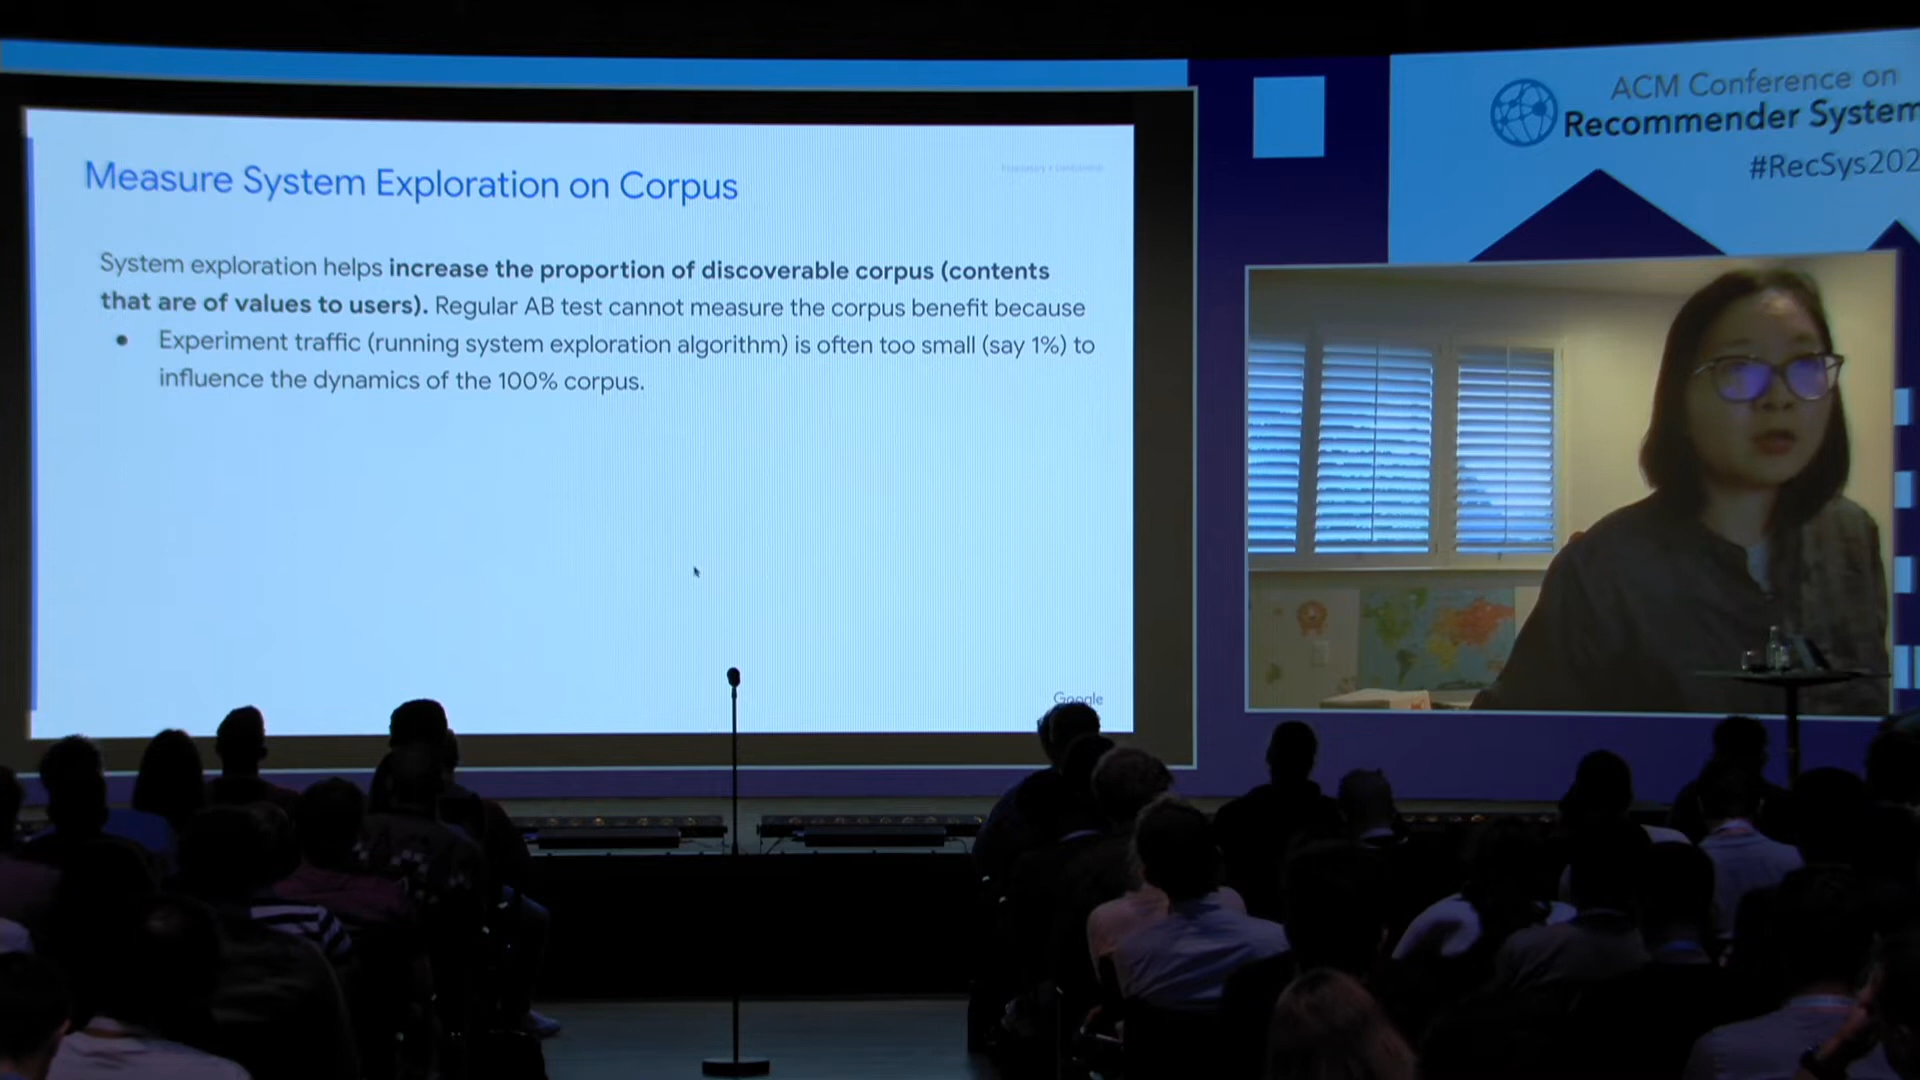 Measure System Exploration on Corpus
System exploration helps increase the proportion of discoverable corpus (contents
that are of values to users). Regular AB test cannot measure the corpus benefit because
● Experiment traffic (running system exploration algorithm) is often too small (say 1%) to
influence the dynamics of the 100% corpus.
Google
ACM Conference on
Recommender System
#RecSys202